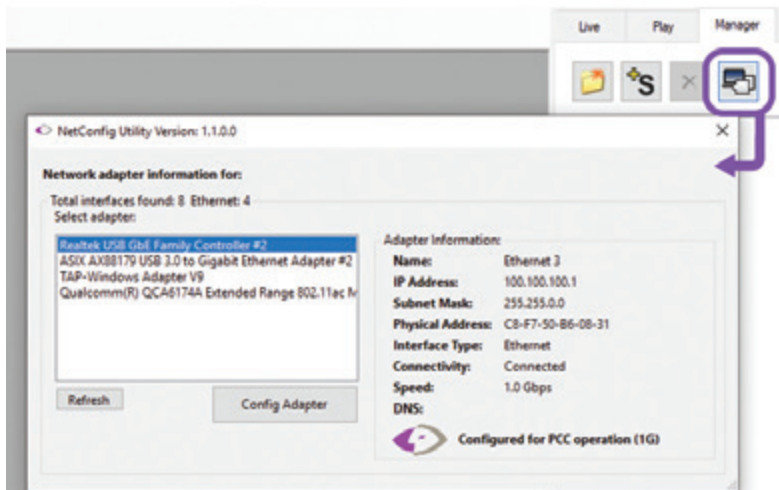 Live Play Manager
S
NetConfig Utility Version: 1.1.0.0
Network adapter information for:
Total interfaces found: 8 Ethernet: 4
Select adapter:
Realtek USB GbE Family Controller #2
ASIX AX88179 USB 3.0 to Gigabit Ethernet Adapter #2
TAP-Windows Adapter V9
Qualcomm(R) QCA6174A Extended Range 802.11ac M
Refresh
Config Adapter
Adapter Information:
Name: Ethernet 3
IP Address: 100.100.100.1
Subnet Mask: 255.255.0.0
Physical Address: C8-F7-50-B6-08-31
Interface Type: Ethernet
Connectivity: Connected
Speed: 1.0 Gbps
DNS:
Configured for PCC operation (1G)